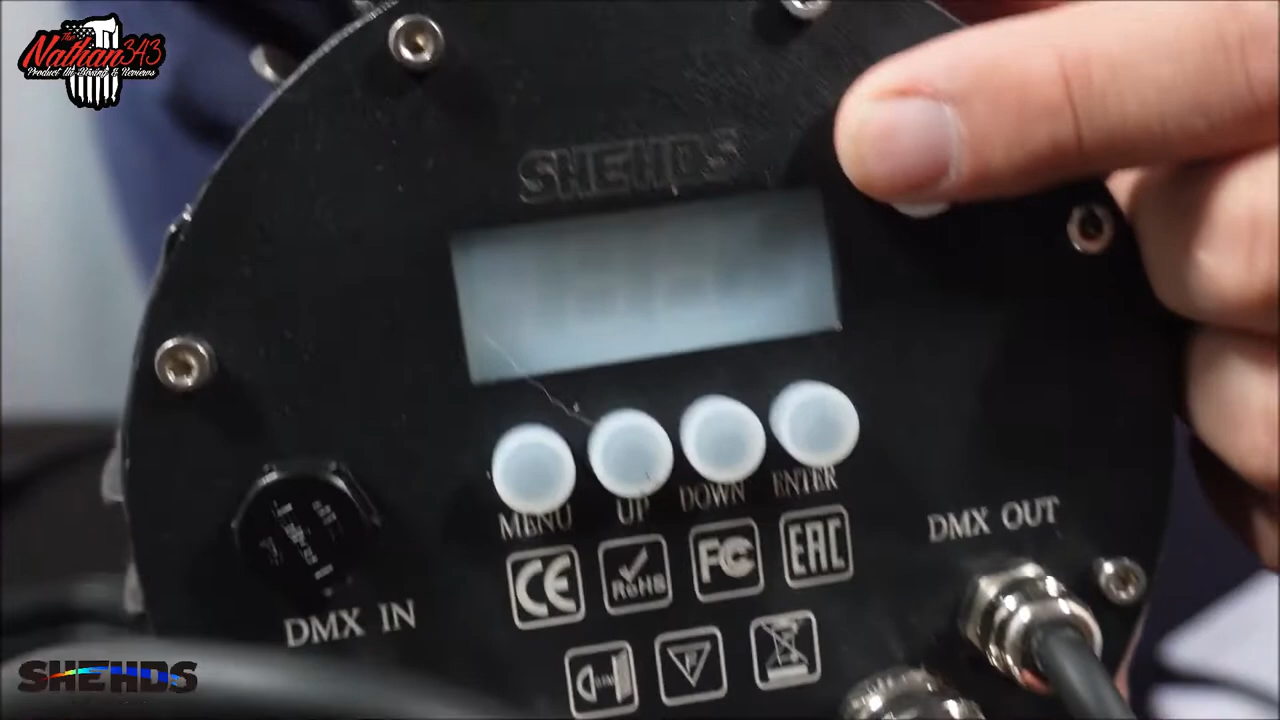 The
Nathan343
Product Un-Boxing & Reviews
SHEHDS
MENU UP DOWN ENTER
CE RoHS FC EAC
DMX OUT
DMX IN
F
SHEHDS